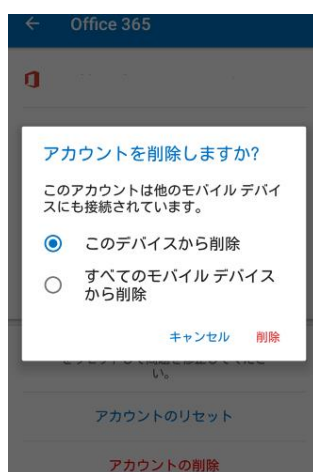 Office 365
アカウントを削除しますか?
このアカウントは他のモバイル デバイ
スにも接続されています。
このデバイスから削除
すべてのモバイル デバイス
から削除
キャンセル 削除
い。
アカウントのリセット
アカウントの削除